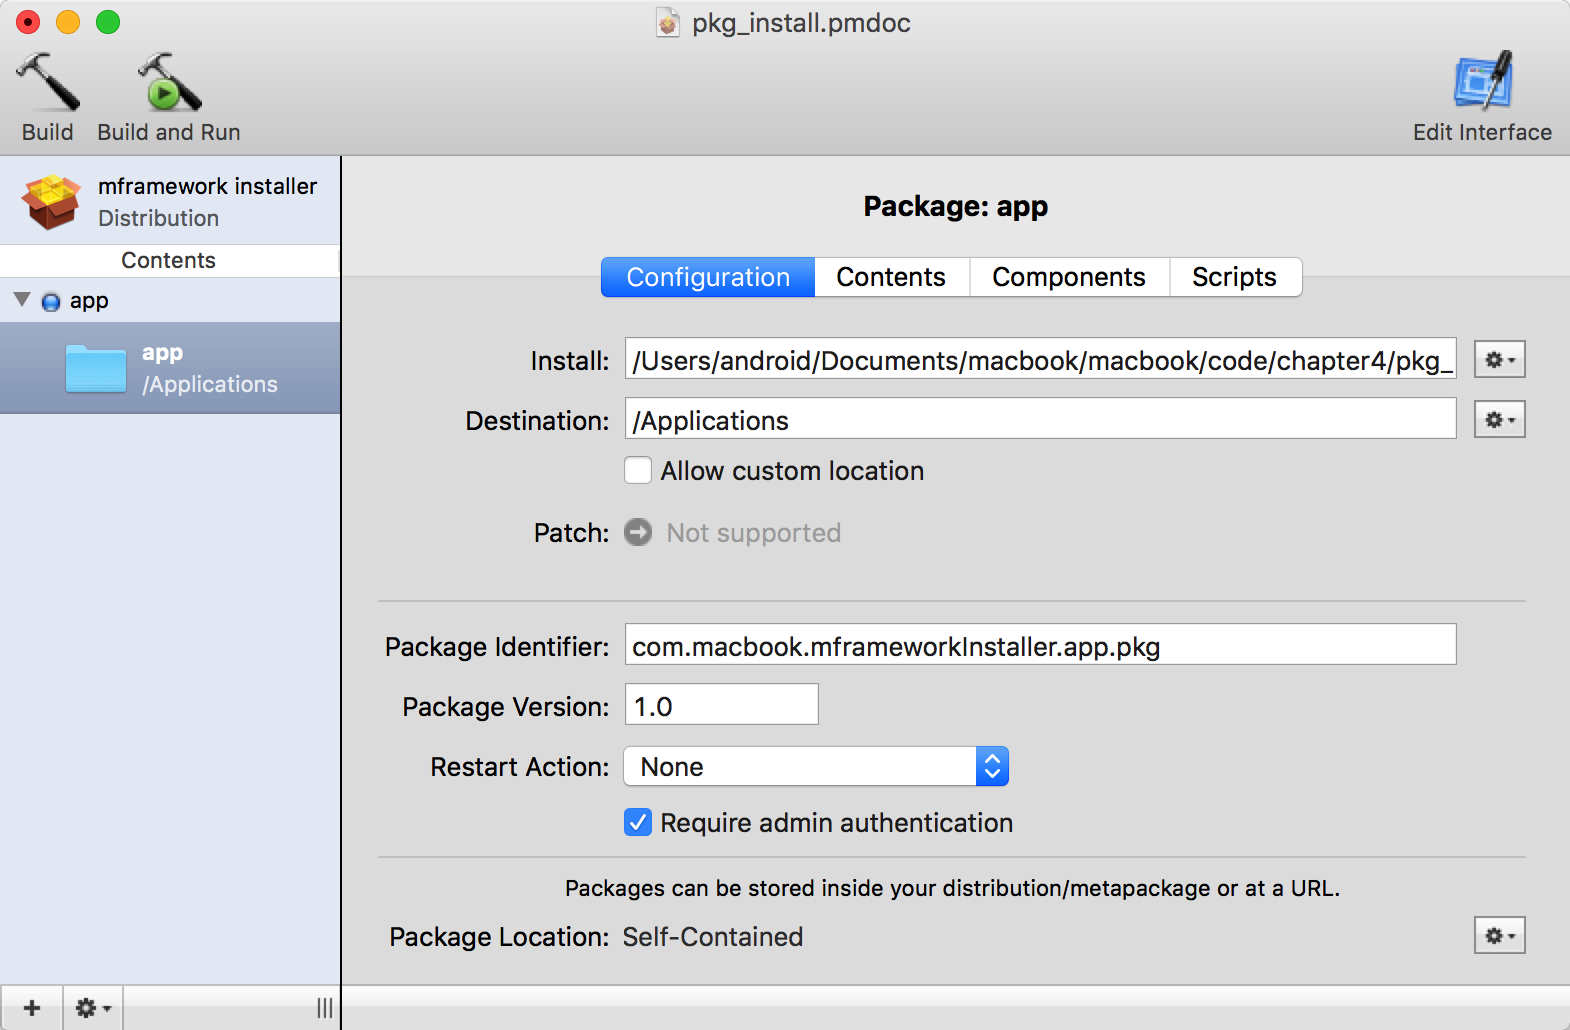 pkg_install.pmdoc
Build
Build and Run
Edit Interface
mframework installer
Distribution
Contents
app
app
/Applications
Package: app
Configuration Contents Components Scripts
Install: /Users/android/Documents/macbook/macbook/code/chapter4/pkg_
Destination: /Applications
Allow custom location
Patch: Not supported
Package Identifier: com.macbook.mframeworkInstaller.app.pkg
Package Version: 1.0
Restart Action: None
Require admin authentication
Packages can be stored inside your distribution/metapackage or at a URL.
Package Location: Self-Contained